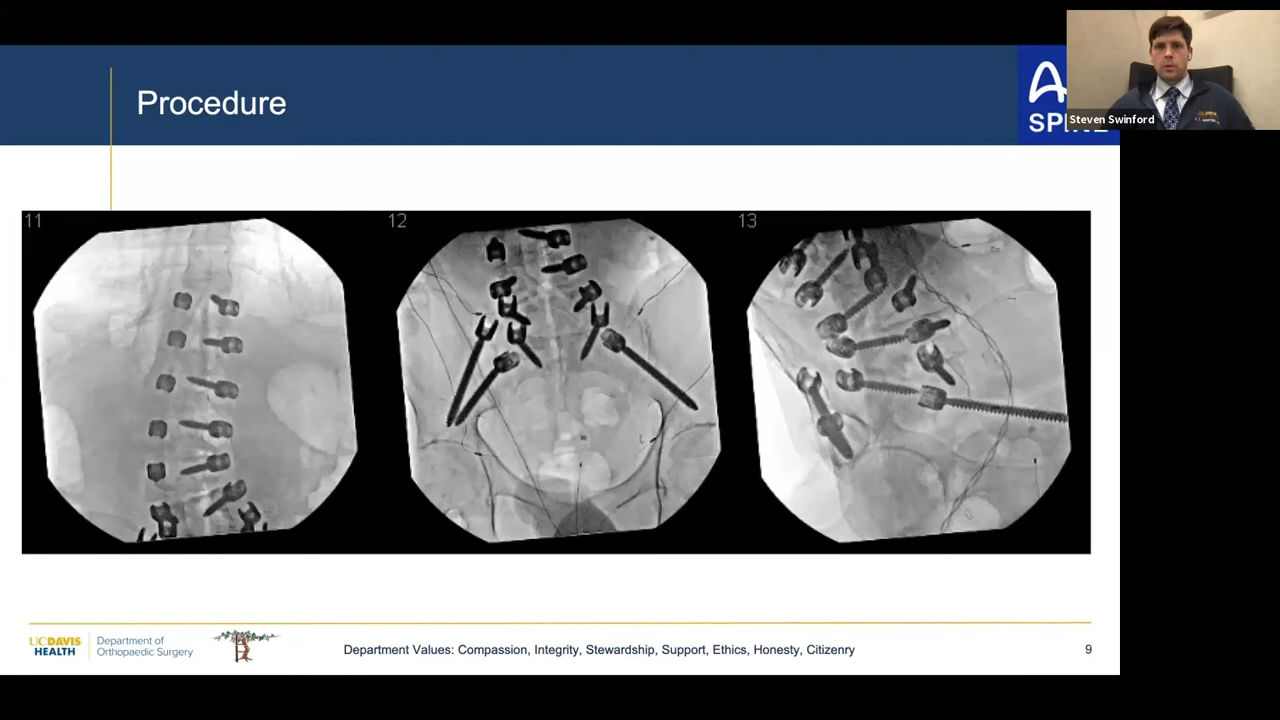 Procedure
Steven Swinford
11
12
13
UC DAVIS
HEALTH
Department of
Orthopaedic Surgery
Department Values: Compassion, Integrity, Stewardship, Support, Ethics, Honesty, Citizenry
9